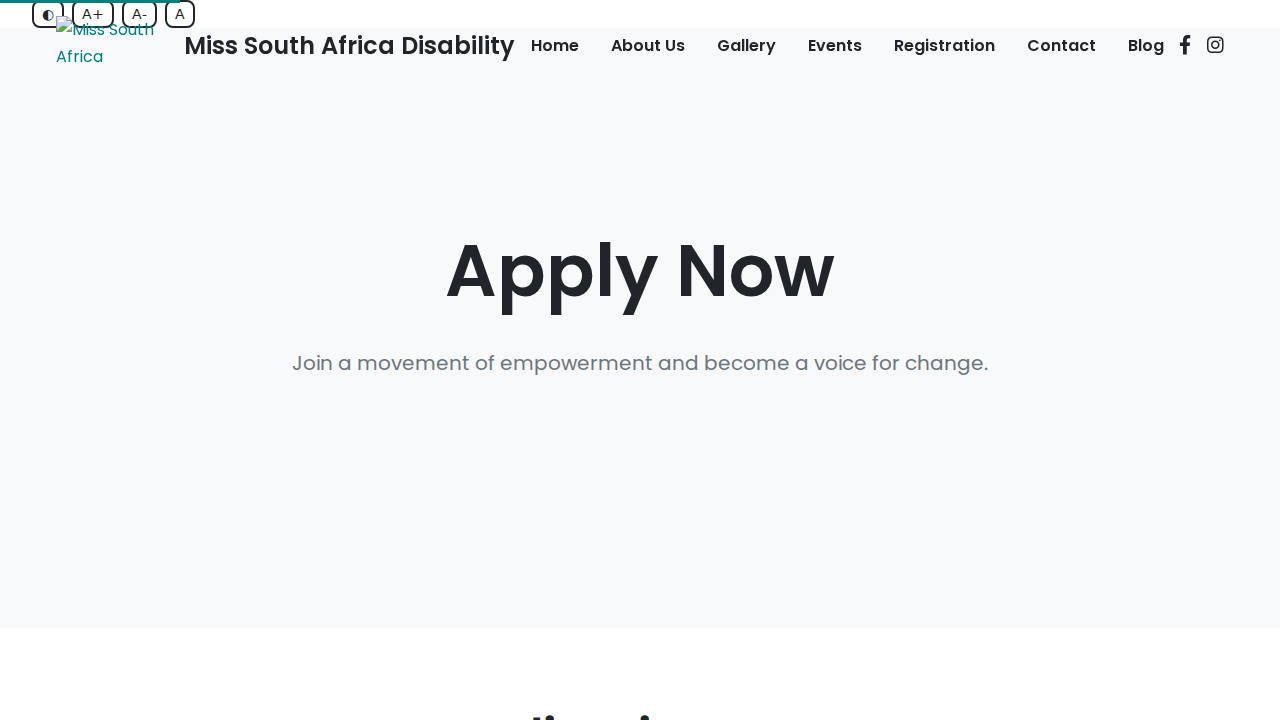 ◐ A+ A- A
Miss South Africa
Miss South Africa Disability
Home About Us Gallery Events Registration Contact Blog
Apply Now
Join a movement of empowerment and become a voice for change.